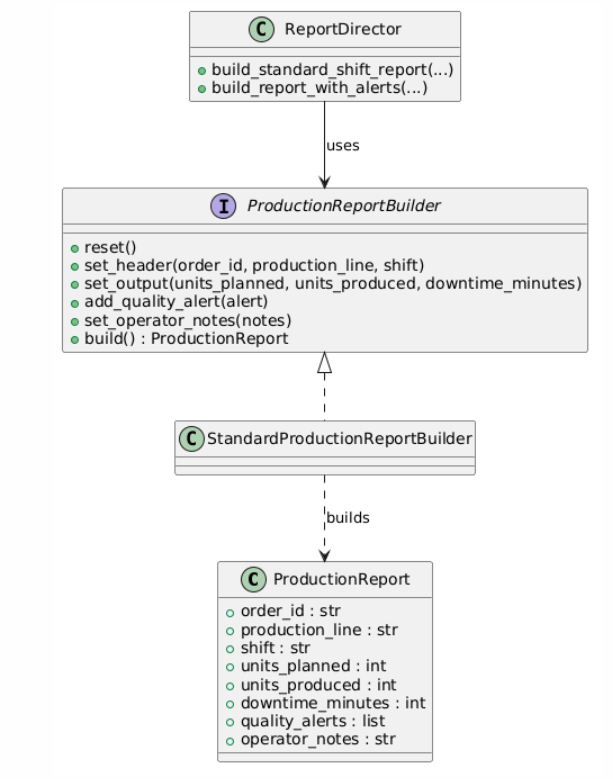 C ReportDirector
build_standard_shift_report(...)
build_report_with_alerts(...)
uses
I ProductionReportBuilder
reset()
set_header(order_id, production_line, shift)
set_output(units_planned, units_produced, downtime_minutes)
add_quality_alert(alert)
set_operator_notes(notes)
build() : ProductionReport
C StandardProductionReportBuilder
builds
C ProductionReport
order_id : str
production_line : str
shift : str
units_planned : int
units_produced : int
downtime_minutes : int
quality_alerts : list
operator_notes : str